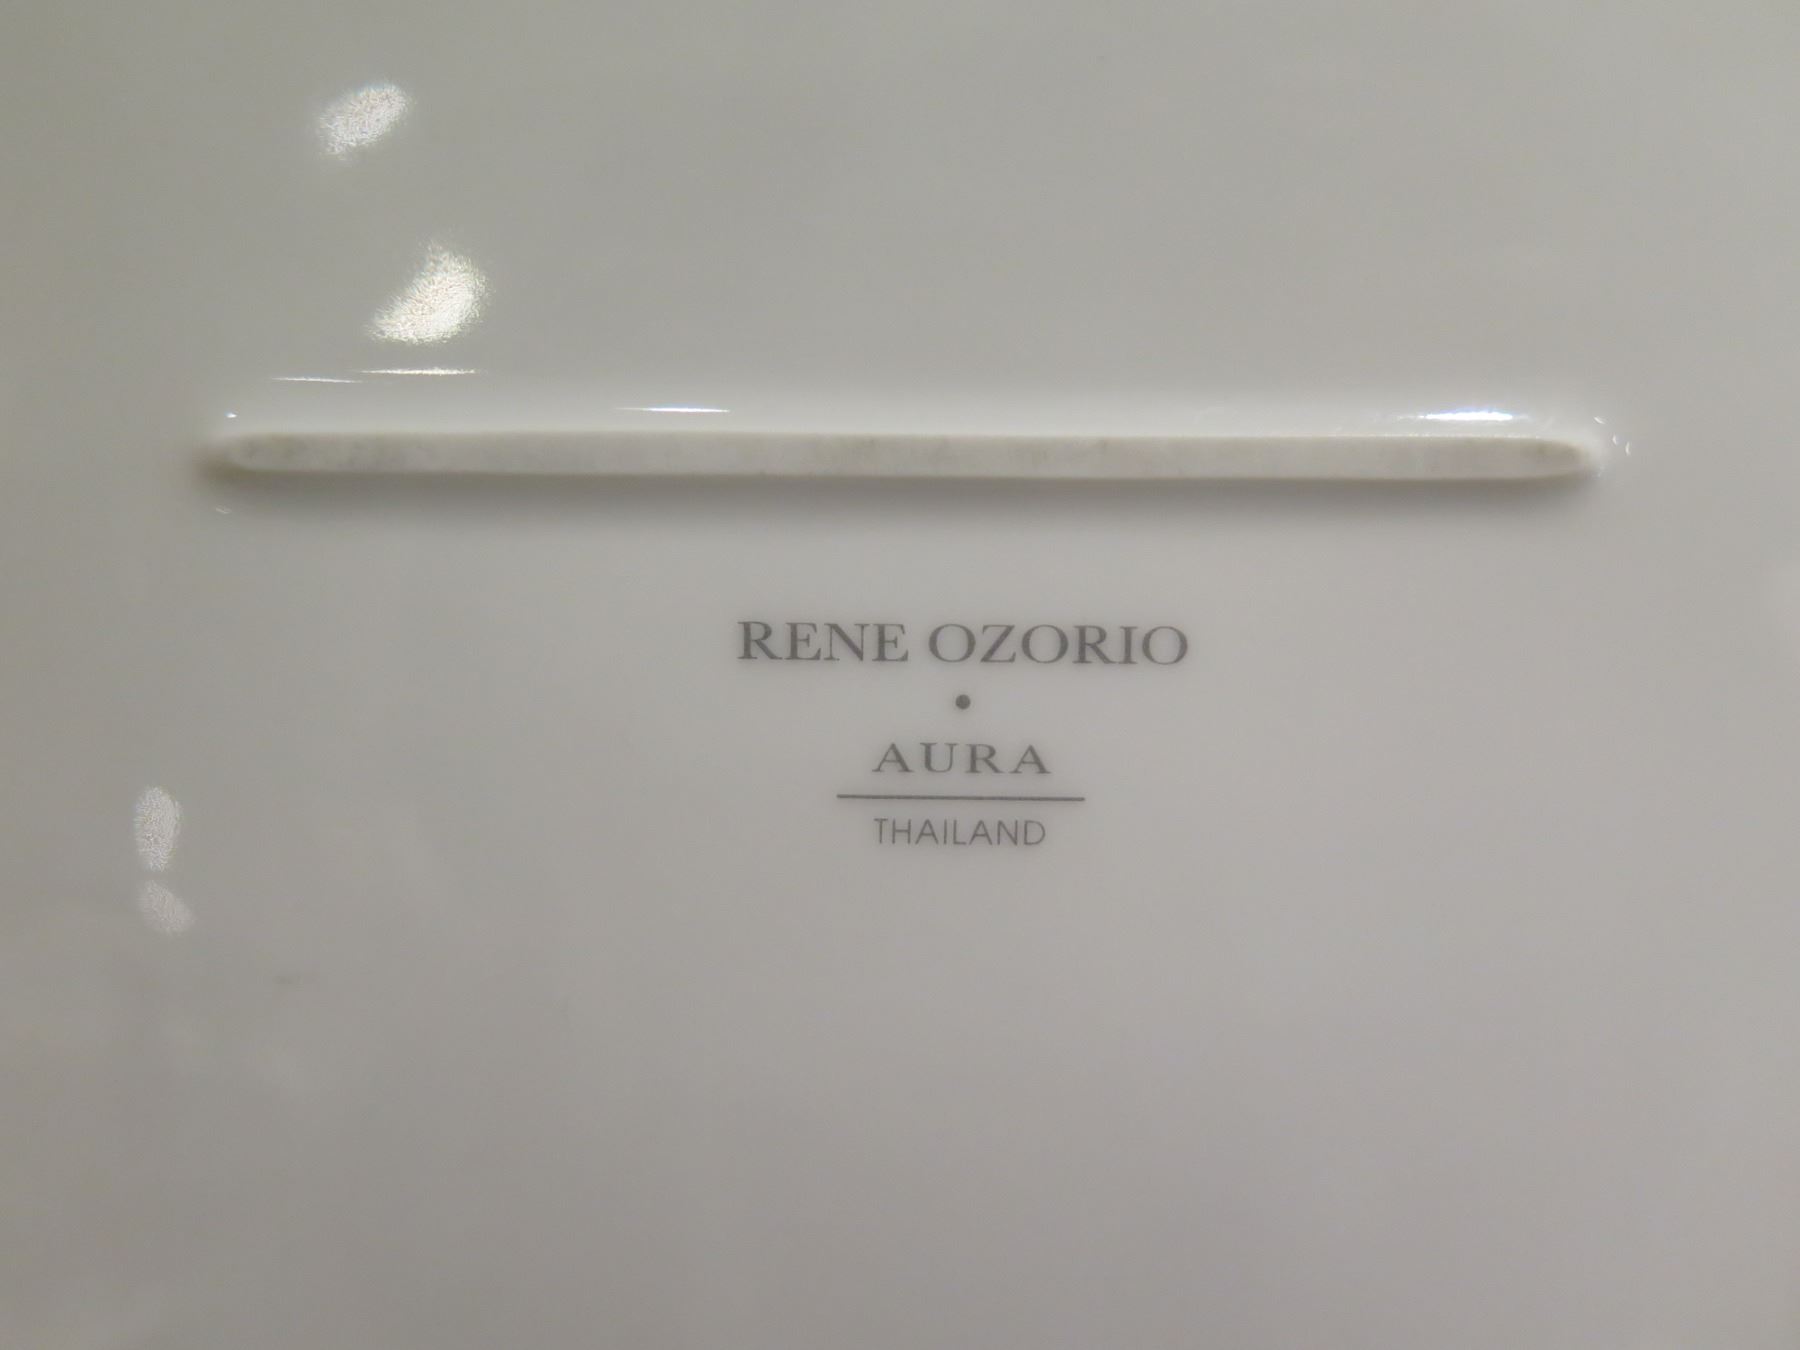 RENE OZORIO
•
AURA
THAILAND